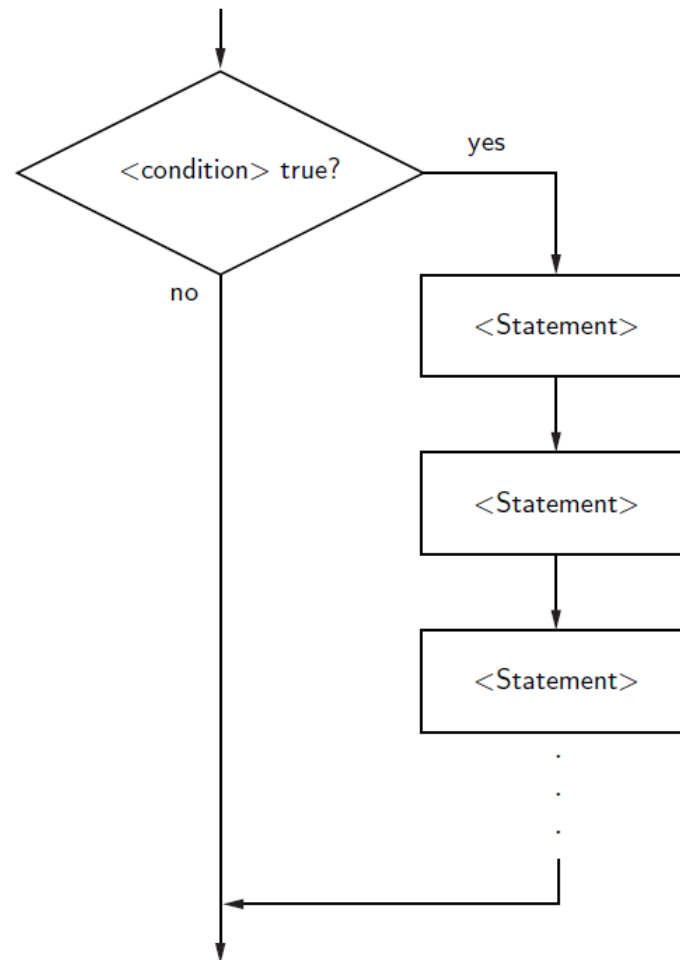 yes
<condition> true?
no
<Statement>
<Statement>
<Statement>
.
.
.